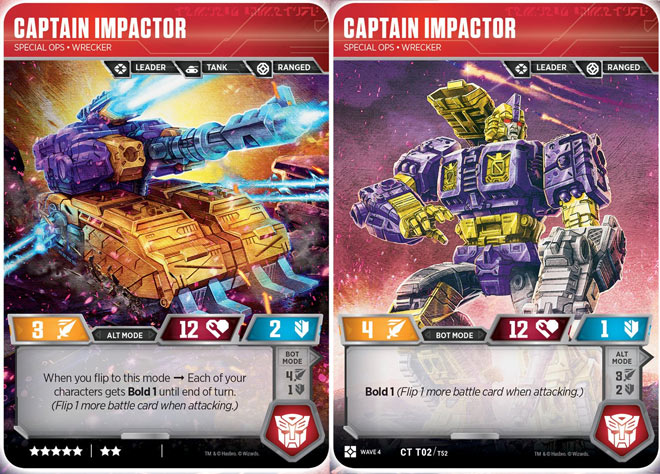 CAPTAIN IMPACTOR
SPECIAL OPS • WRECKER
LEADER TANK RANGED
3 ALT MODE 12 2
When you flip to this mode → Each of your
characters gets Bold 1 until end of turn.
(Flip 1 more battle card when attacking.)
BOT
MODE
4
1
★★★★★ | ★★
TM & © Hasbro. © Wizards.
CAPTAIN IMPACTOR
SPECIAL OPS • WRECKER
LEADER RANGED
4 BOT MODE 12 1
Bold 1 (Flip 1 more battle card when attacking.)
ALT
MODE
3
2
WAVE 4 CT T02/T52
TM & © Hasbro. © Wizards.